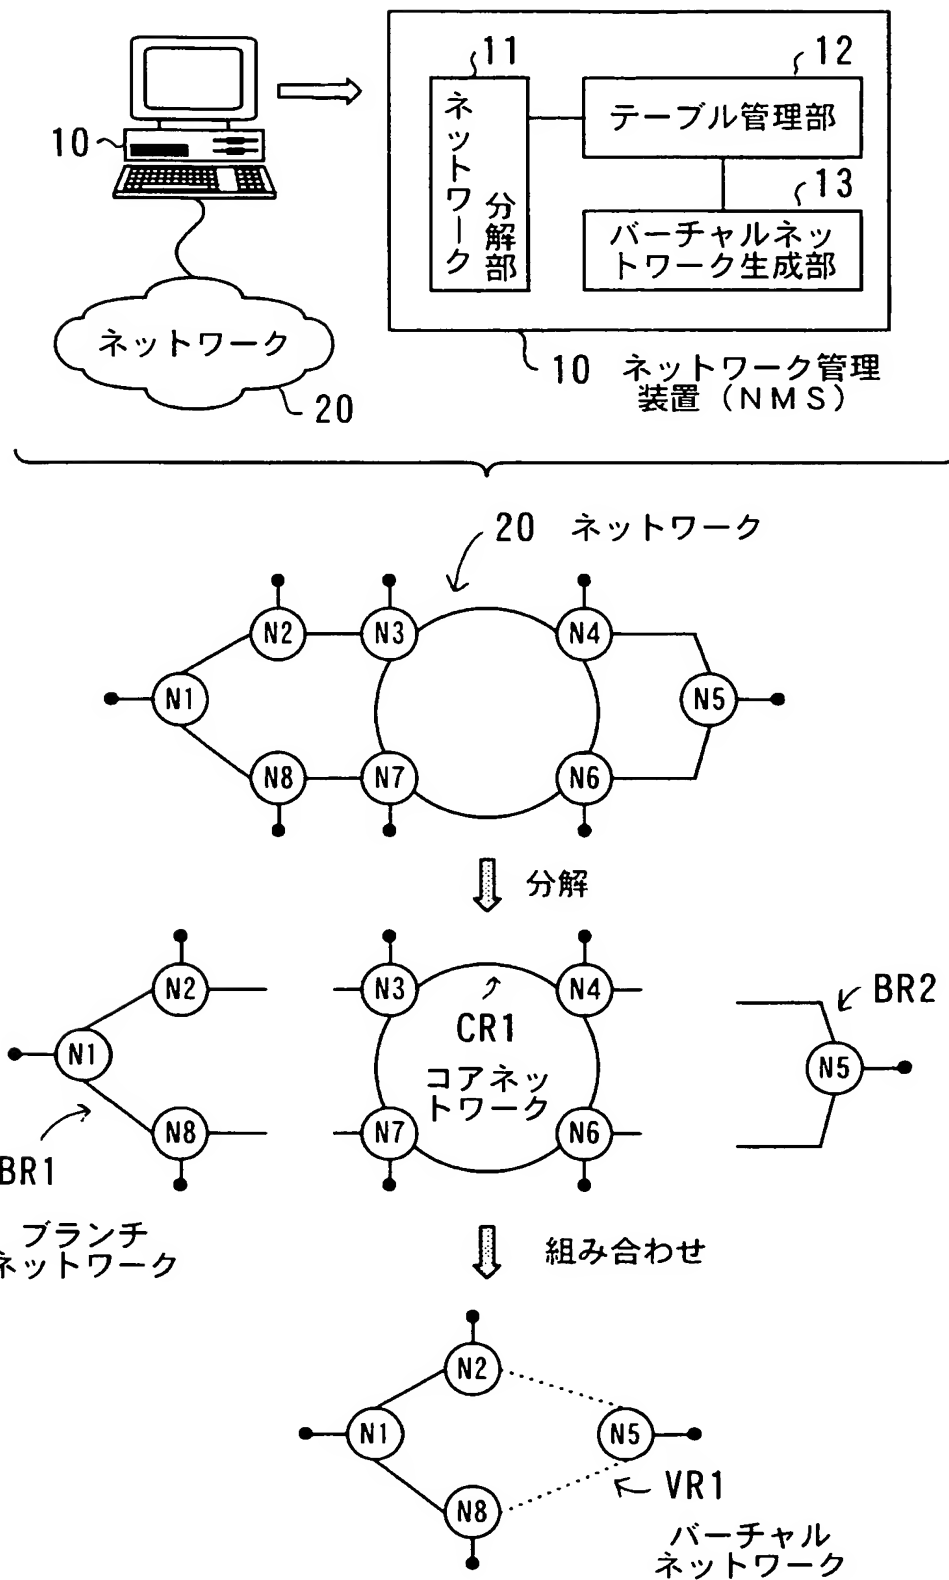 10
11
12
ネットワーク
分解部
テーブル管理部
13
バーチャルネッ
トワーク生成部
ネットワーク
20
10 ネットワーク管理
装置（ＮＭＳ）
20 ネットワーク
N2
N3
N4
N1
N5
N8
N7
N6
分解
N2
N3
N4
BR2
CR1
N1
N5
コアネッ
トワーク
N8
N7
N6
BR1
ブランチ
ネットワーク
組み合わせ
N2
N1
N5
VR1
N8
バーチャル
ネットワーク